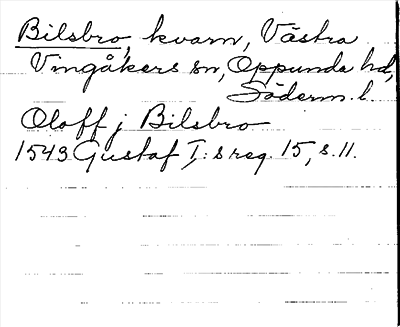 Bilsbro, kvarn, Västra
Vingåkers sn, Oppunda hd,
Söderm. l.
Oloff j Bilsbro
1543 Gustaf I:s reg. 15, s. 11.